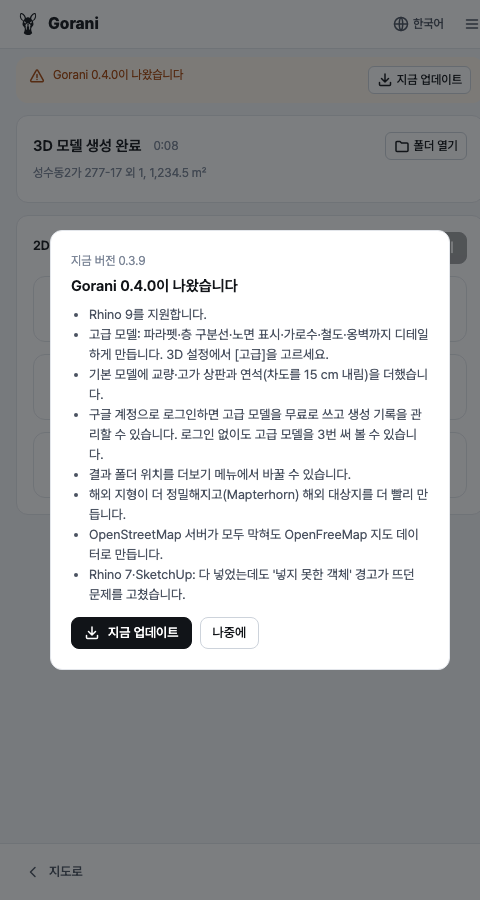 Gorani
한국어
Gorani 0.4.0이 나왔습니다
지금 업데이트
3D 모델 생성 완료 0:08
폴더 열기
성수동2가 277-17 외 1, 1,234.5 m²
2D
지금 버전 0.3.9
Gorani 0.4.0이 나왔습니다
• Rhino 9를 지원합니다.
• 고급 모델: 파라펫·층 구분선·노면 표시·가로수·철도·옹벽까지 디테일
하게 만듭니다. 3D 설정에서 [고급]을 고르세요.
• 기본 모델에 교량·고가 상판과 연석(차도를 15 cm 내림)을 더했습니
다.
• 구글 계정으로 로그인하면 고급 모델을 무료로 쓰고 생성 기록을 관
리할 수 있습니다. 로그인 없이도 고급 모델을 3번 써 볼 수 있습니
다.
• 결과 폴더 위치를 더보기 메뉴에서 바꿀 수 있습니다.
• 해외 지형이 더 정밀해지고(Mapterhorn) 해외 대상지를 더 빨리 만
듭니다.
• OpenStreetMap 서버가 모두 막혀도 OpenFreeMap 지도 데이
터로 만듭니다.
• Rhino 7·SketchUp: 다 넣었는데도 '넣지 못한 객체' 경고가 뜨던
문제를 고쳤습니다.
지금 업데이트
나중에
지도로